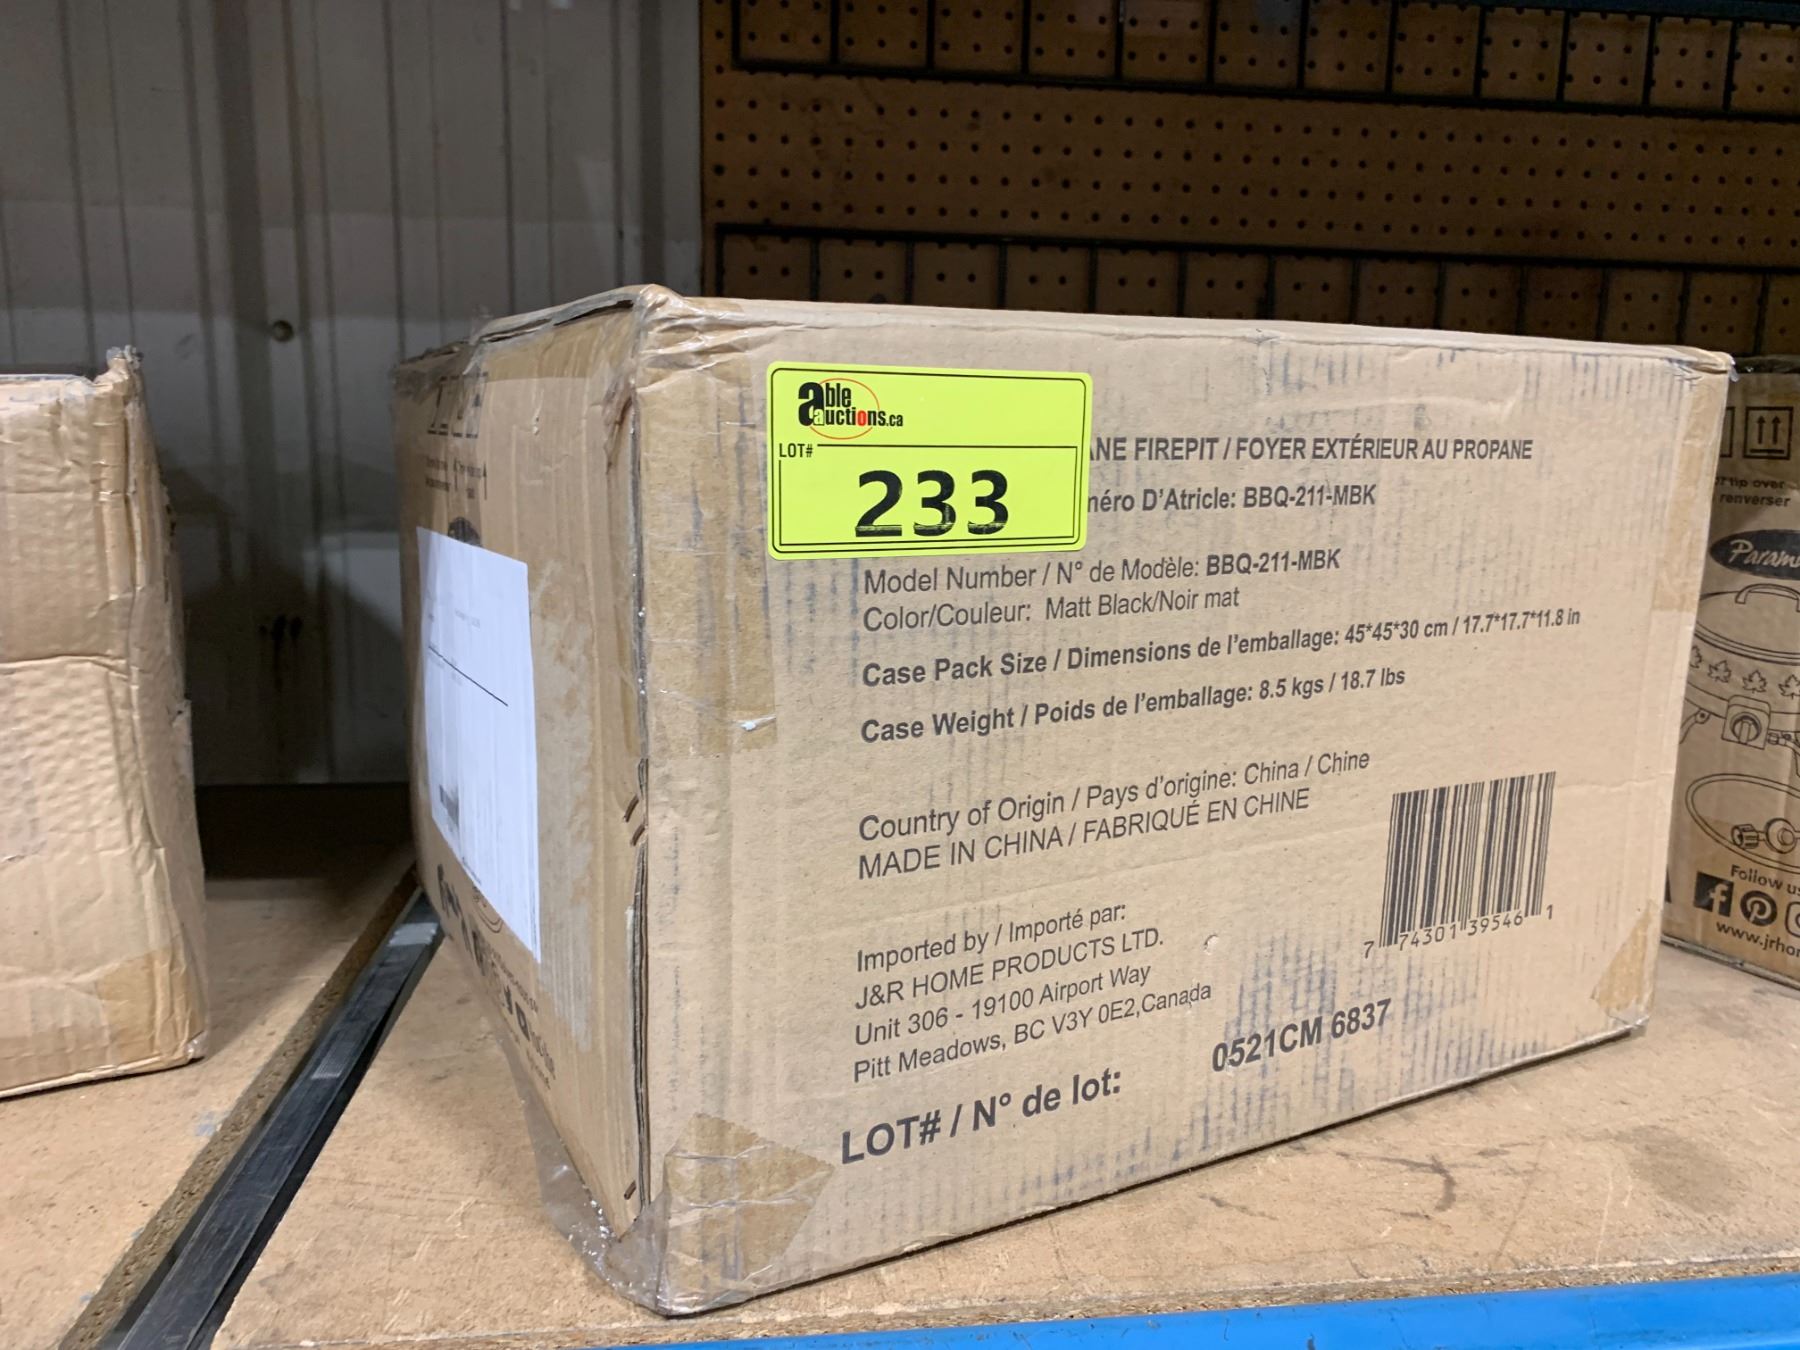 able
auctions.ca
LOT#
233
ANE FIREPIT / FOYER EXTÉRIEUR AU PROPANE
néro D'Atricle: BBQ-211-MBK
Model Number / N° de Modèle: BBQ-211-MBK
Color/Couleur: Matt Black/Noir mat
Case Pack Size / Dimensions de l'emballage: 45*45*30 cm / 17.7*17.7*11.8 in
Case Weight / Poids de l'emballage: 8.5 kgs / 18.7 lbs
Country of Origin / Pays d'origine: China / Chine
MADE IN CHINA / FABRIQUÉ EN CHINE
Imported by / Importé par:
J&R HOME PRODUCTS LTD.
Unit 306 - 19100 Airport Way
Pitt Meadows, BC V3Y 0E2,Canada
7 74301 39546 1
LOT# / N° de lot:
0521CM 6837
tip over
renverser
Param
Follow us
www.jrho